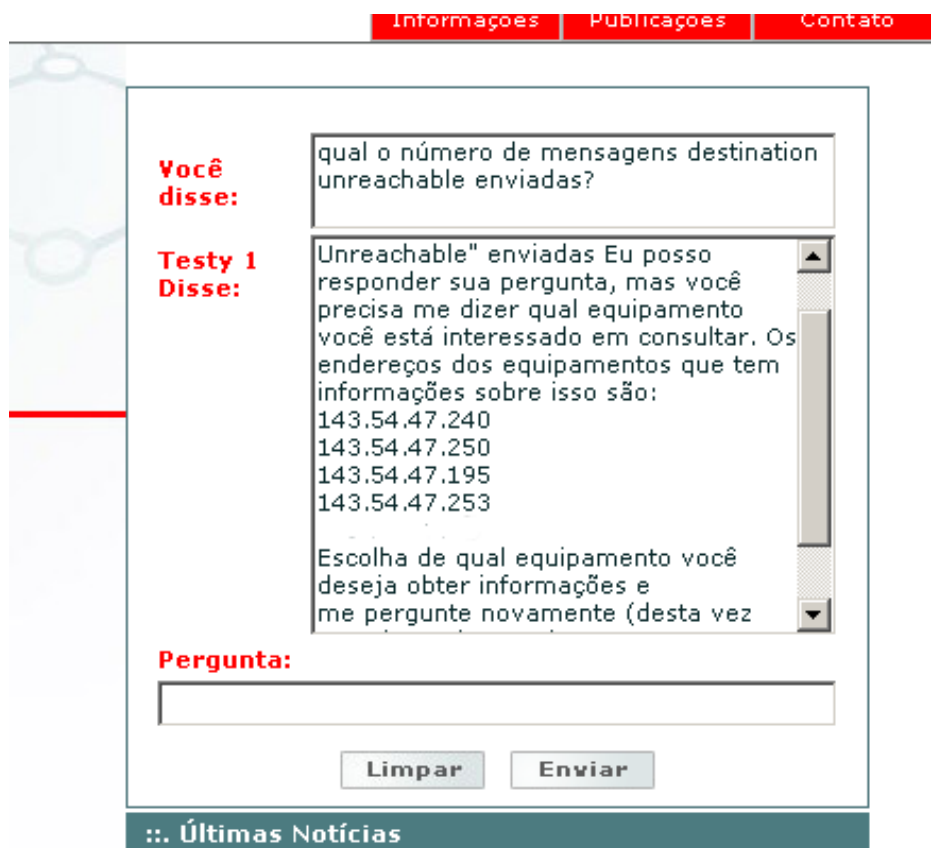 Informações Publicações Contato
Você disse:
qual o número de mensagens destination
unreachable enviadas?
Testy 1 Disse:
Unreachable" enviadas Eu posso
responder sua pergunta, mas você
precisa me dizer qual equipamento
você está interessado em consultar. Os
endereços dos equipamentos que tem
informações sobre isso são:
143.54.47.240
143.54.47.250
143.54.47.195
143.54.47.253
Escolha de qual equipamento você
deseja obter informações e
me pergunte novamente (desta vez
Pergunta:
Limpar Enviar
::. Últimas Notícias